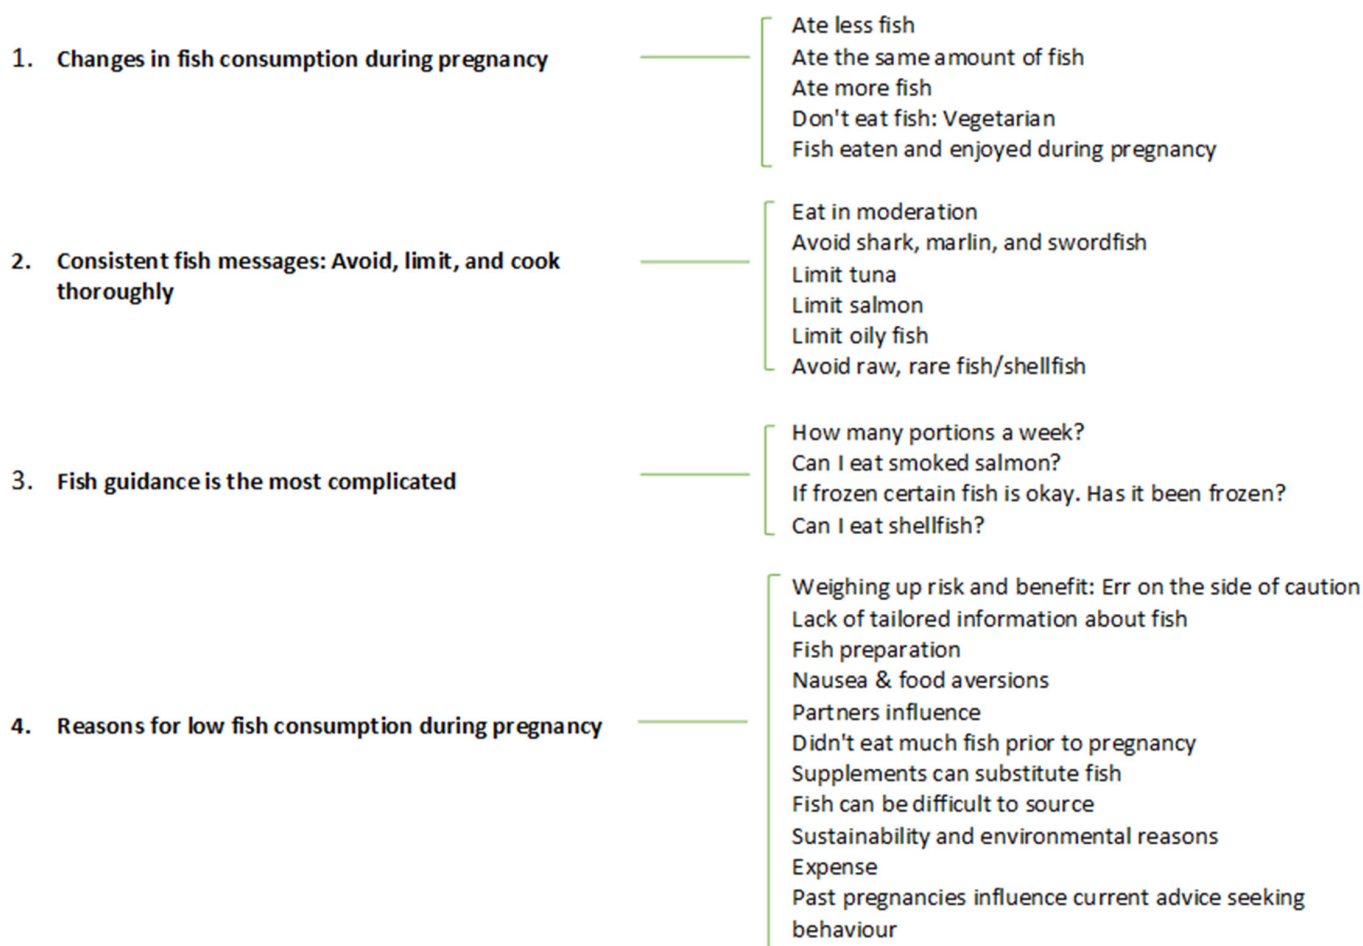 1. Changes in fish consumption during pregnancy
Ate less fish
Ate the same amount of fish
Ate more fish
Don't eat fish: Vegetarian
Fish eaten and enjoyed during pregnancy
2. Consistent fish messages: Avoid, limit, and cook
thoroughly
Eat in moderation
Avoid shark, marlin, and swordfish
Limit tuna
Limit salmon
Limit oily fish
Avoid raw, rare fish/shellfish
3. Fish guidance is the most complicated
How many portions a week?
Can I eat smoked salmon?
If frozen certain fish is okay. Has it been frozen?
Can I eat shellfish?
4. Reasons for low fish consumption during pregnancy
Weighing up risk and benefit: Err on the side of caution
Lack of tailored information about fish
Fish preparation
Nausea & food aversions
Partners influence
Didn't eat much fish prior to pregnancy
Supplements can substitute fish
Fish can be difficult to source
Sustainability and environmental reasons
Expense
Past pregnancies influence current advice seeking
behaviour